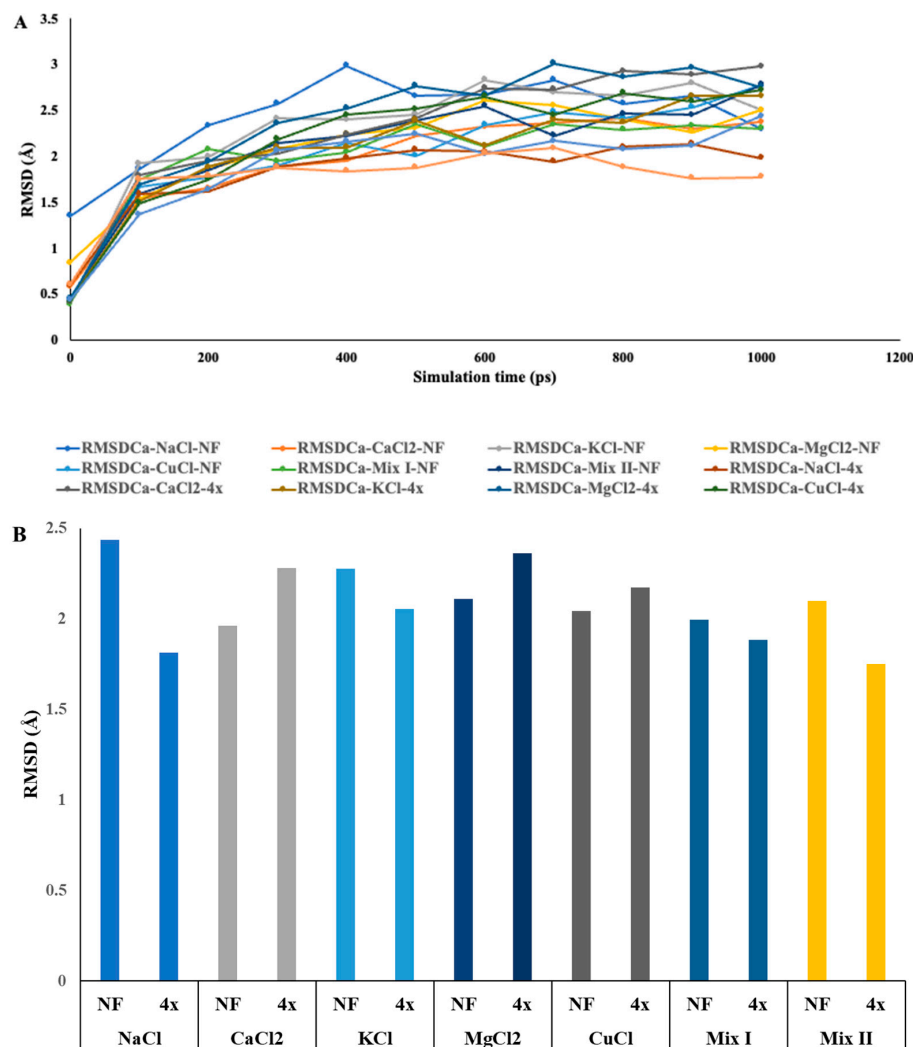 A
3.5
3
2.5
2
1.5
1
0.5
0
RMSD (Å)
0 200 400 600 800 1000 1200
Simulation time (ps)
RMSDCa-NaCl-NF RMSDCa-CaCl2-NF RMSDCa-KCl-NF RMSDCa-MgCl2-NF
RMSDCa-CuCl-NF RMSDCa-Mix I-NF RMSDCa-Mix II-NF RMSDCa-NaCl-4x
RMSDCa-CaCl2-4x RMSDCa-KCl-4x RMSDCa-MgCl2-4x RMSDCa-CuCl-4x
B
2.5
2
1.5
1
0.5
0
RMSD (Å)
NF 4x NF 4x NF 4x NF 4x NF 4x NF 4x NF 4x
NaCl CaCl2 KCl MgCl2 CuCl Mix I Mix II